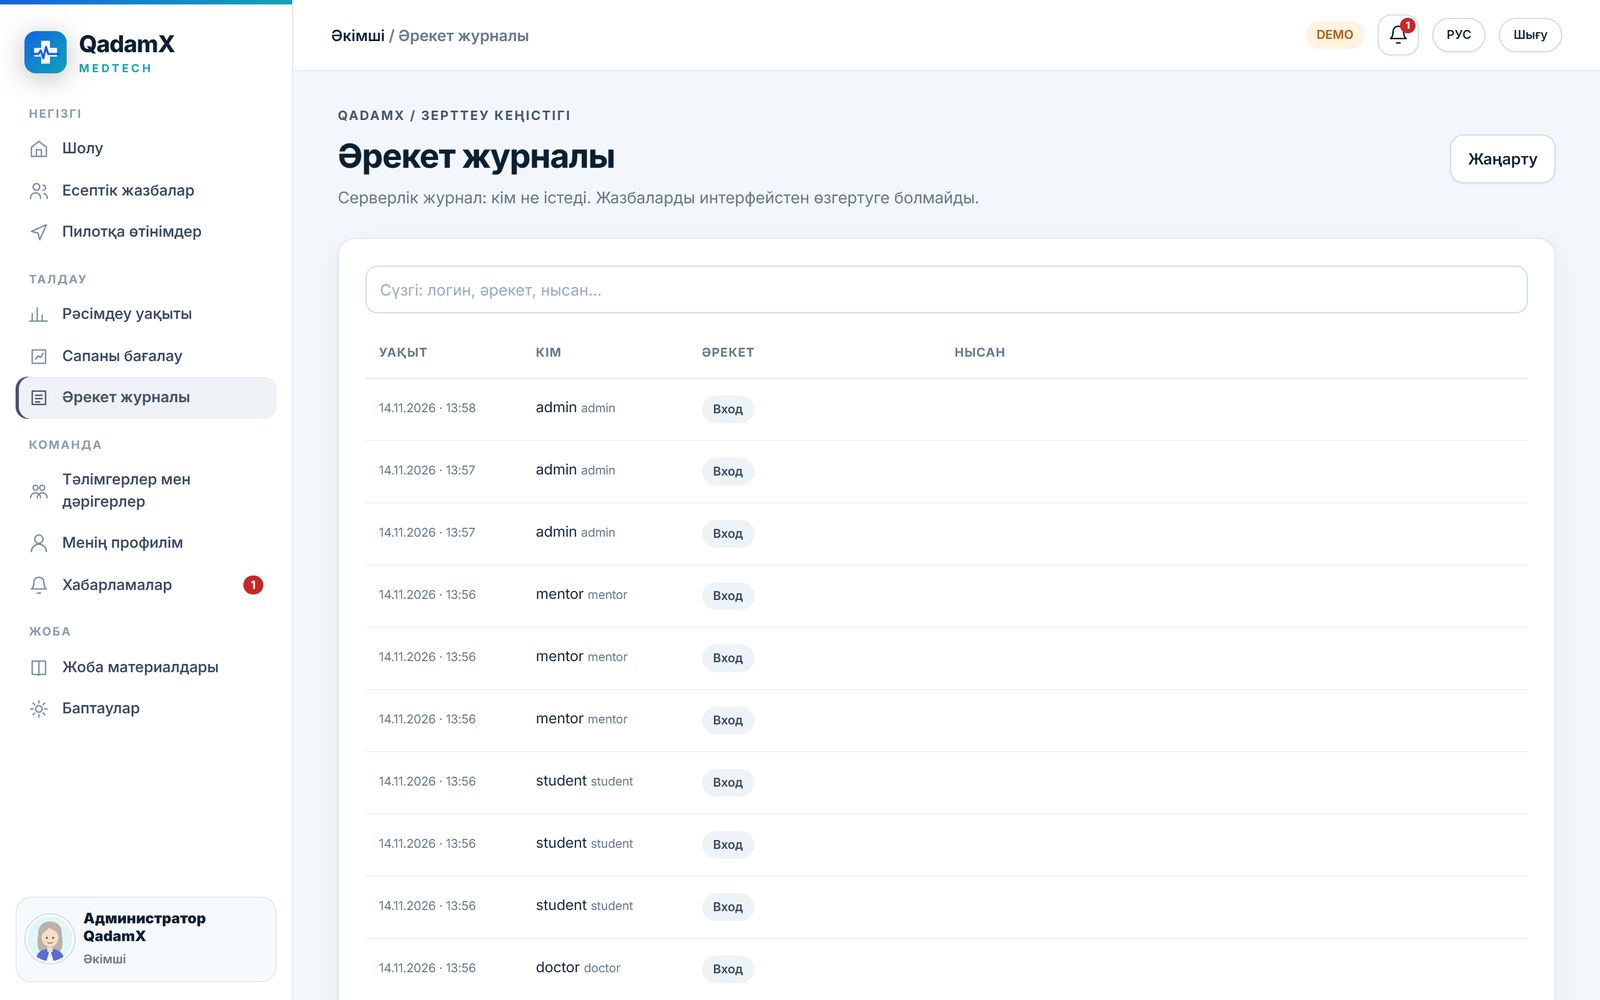 QadamX
MEDTECH
НЕГІЗГІ
Шолу
Есептік жазбалар
Пилотқа өтінімдер
ТАЛДАУ
Рәсімдеу уақыты
Сапаны бағалау
Әрекет журналы
КОМАНДА
Тәлімгерлер мен
дәрігерлер
Менің профилім
Хабарламалар 1
ЖОБА
Жоба материалдары
Баптаулар
Администратор
QadamX
Әкімші
Әкімші / Әрекет журналы
DEMO 1 РУС Шығу
QADAMX / ЗЕРТТЕУ КЕҢІСТІГІ
Әрекет журналы
Жаңарту
Серверлік журнал: кім не істеді. Жазбаларды интерфейстен өзгертуге болмайды.
Сүзгі: логин, әрекет, нысан...
УАҚЫТ КІМ ӘРЕКЕТ НЫСАН
14.11.2026 · 13:58 admin admin Вход
14.11.2026 · 13:57 admin admin Вход
14.11.2026 · 13:57 admin admin Вход
14.11.2026 · 13:56 mentor mentor Вход
14.11.2026 · 13:56 mentor mentor Вход
14.11.2026 · 13:56 mentor mentor Вход
14.11.2026 · 13:56 student student Вход
14.11.2026 · 13:56 student student Вход
14.11.2026 · 13:56 student student Вход
14.11.2026 · 13:56 doctor doctor Вход